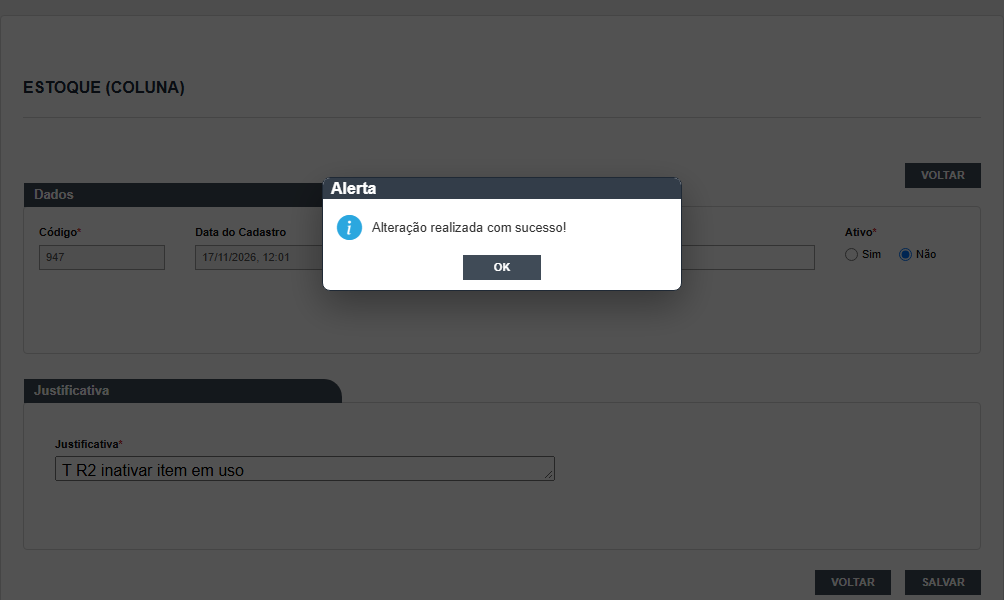 ESTOQUE (COLUNA)
VOLTAR
Dados
Alerta
Alteração realizada com sucesso!
OK
Código*
Data do Cadastro
Ativo*
947
17/11/2026, 12:01
Sim
Não
Justificativa
Justificativa*
T R2 inativar item em uso
VOLTAR
SALVAR